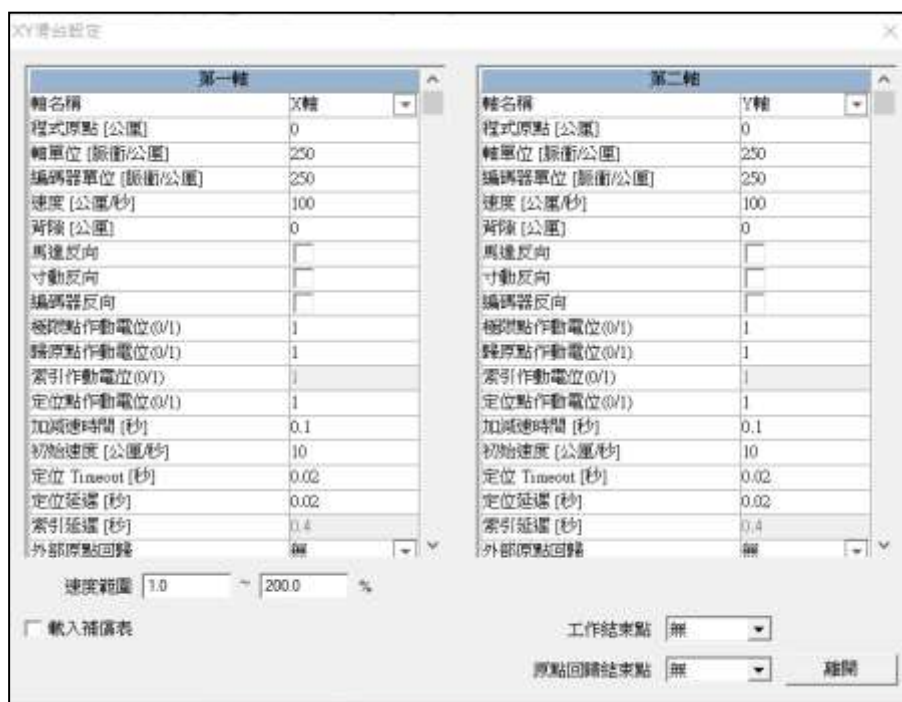 XY滑台設定
第一軸
軸名稱 X軸
程式原點 [公厘] 0
軸單位 [脈衝/公厘] 250
編碼器單位 [脈衝/公厘] 250
速度 [公厘/秒] 100
背隙 [公厘] 0
馬達反向
寸動反向
編碼器反向
極限點作動電位(0/1) 1
歸原點作動電位(0/1) 1
索引作動電位(0/1) 1
定位點作動電位(0/1) 1
加減速時間 [秒] 0.1
初始速度 [公厘/秒] 10
定位 Timeout [秒] 0.02
定位延遲 [秒] 0.02
索引延遲 [秒] 0.4
外部原點回歸 無
第二軸
軸名稱 Y軸
程式原點 [公厘] 0
軸單位 [脈衝/公厘] 250
編碼器單位 [脈衝/公厘] 250
速度 [公厘/秒] 100
背隙 [公厘] 0
馬達反向
寸動反向
編碼器反向
極限點作動電位(0/1) 1
歸原點作動電位(0/1) 1
索引作動電位(0/1) 1
定位點作動電位(0/1) 1
加減速時間 [秒] 0.1
初始速度 [公厘/秒] 10
定位 Timeout [秒] 0.02
定位延遲 [秒] 0.02
索引延遲 [秒] 0.4
外部原點回歸 無
速度範圍 1.0 ~ 200.0 %
載入補償表
工作結束點 無
原點回歸結束點 無
離開